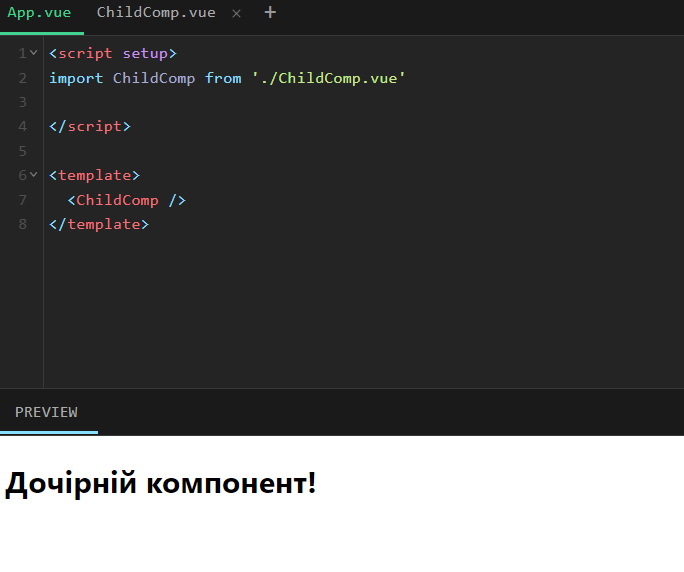 App.vue ChildComp.vue × +
1 <script setup>
2 import ChildComp from './ChildComp.vue'
3
4 </script>
5
6 <template>
7   <ChildComp />
8 </template>
PREVIEW
Дочірній компонент!